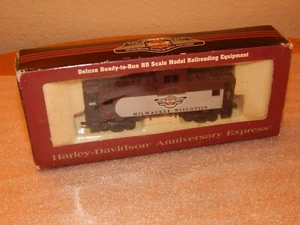 Deluxe Ready-to-Run HO Scale Model Railroading Equipment
MILWAUKEE, WISCONSIN
Harley-Davidson Anniversary Express